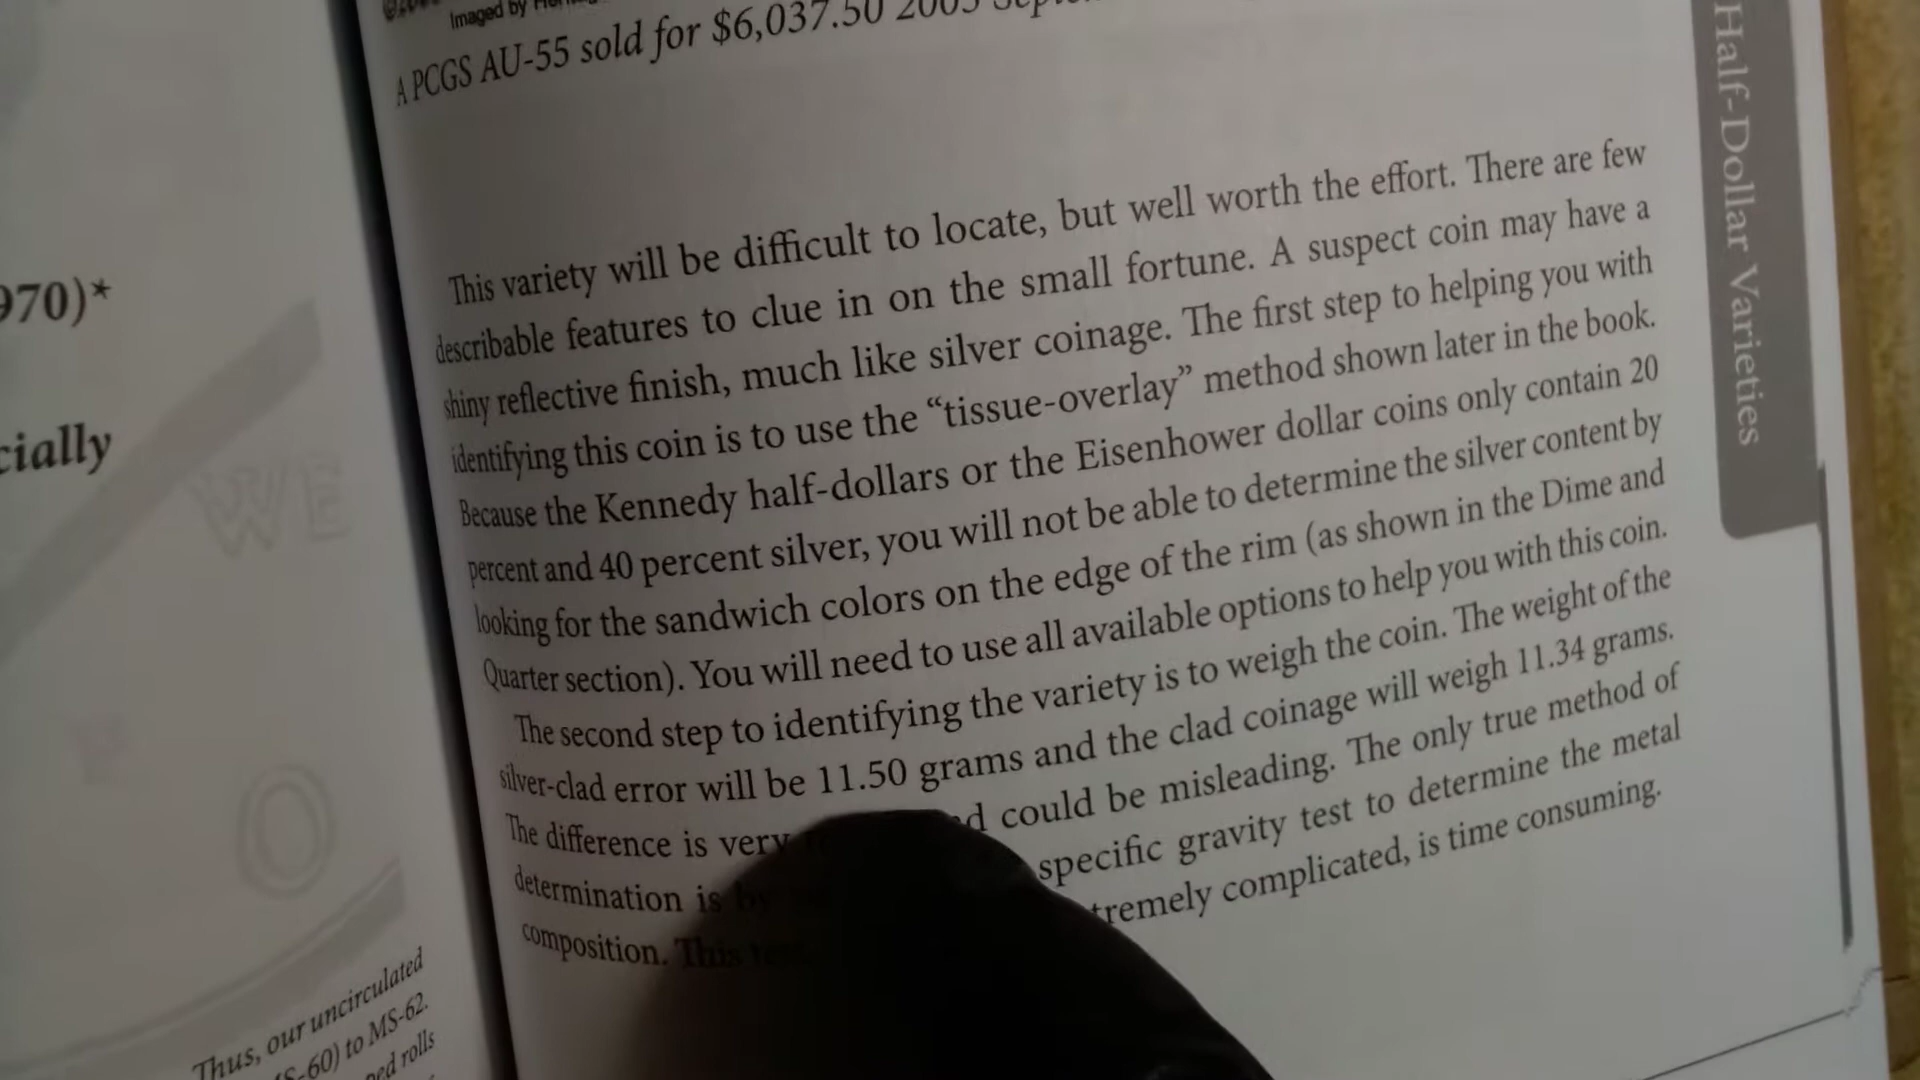 Imaged by
A PCGS AU-55 sold for $6,037.50 2005
This variety will be difficult to locate, but well worth the effort. There are few
describable features to clue in on the small fortune. A suspect coin may have a
shiny reflective finish, much like silver coinage. The first step to helping you with
identifying this coin is to use the “tissue-overlay” method shown later in the book.
Because the Kennedy half-dollars or the Eisenhower dollar coins only contain 20
percent and 40 percent silver, you will not be able to determine the silver content by
looking for the sandwich colors on the edge of the rim (as shown in the Dime and
Quarter section). You will need to use all available options to help you with this coin.
The second step to identifying the variety is to weigh the coin. The weight of the
silver-clad error will be 11.50 grams and the clad coinage will weigh 11.34 grams.
The difference is very could be misleading. The only true method of
determination is by specific gravity test to determine the metal
composition. This complicated, is time consuming.
Half-Dollar Varieties
970)*
cially
WE
O
Thus, our uncirculated
to MS-62.
rolls